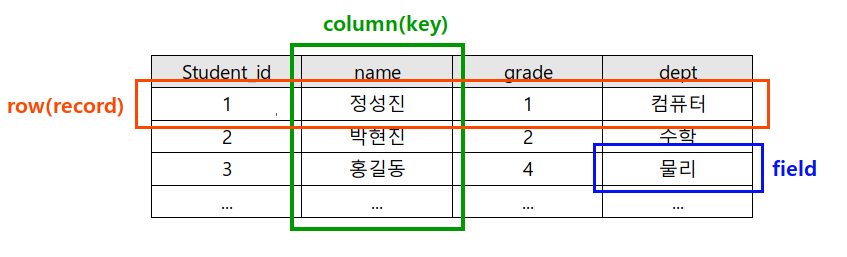 column(key)
Student_id name grade dept
row(record) 1 정성진 1 컴퓨터
2 박현진 2 수학
3 홍길동 4 물리 field
... ... ... ...